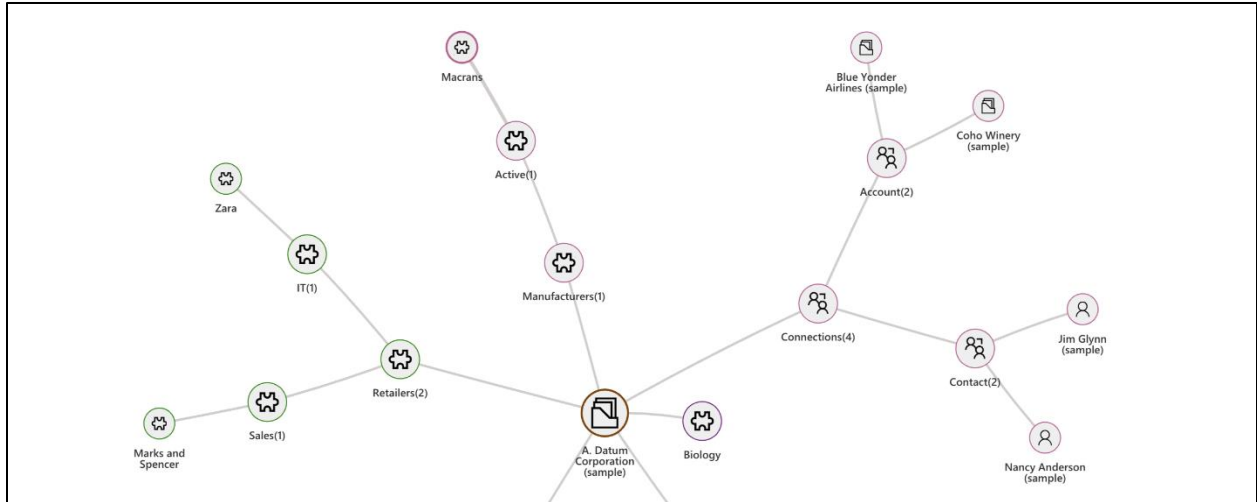 Macrans
Blue Yonder
Airlines (sample)
Coho Winery
(sample)
Active(1)
Account(2)
Zara
IT(1)
Manufacturers(1)
Connections(4)
Jim Glynn
(sample)
Contact(2)
Retailers(2)
Sales(1)
Marks and
Spencer
A. Datum
Corporation
(sample)
Biology
Nancy Anderson
(sample)